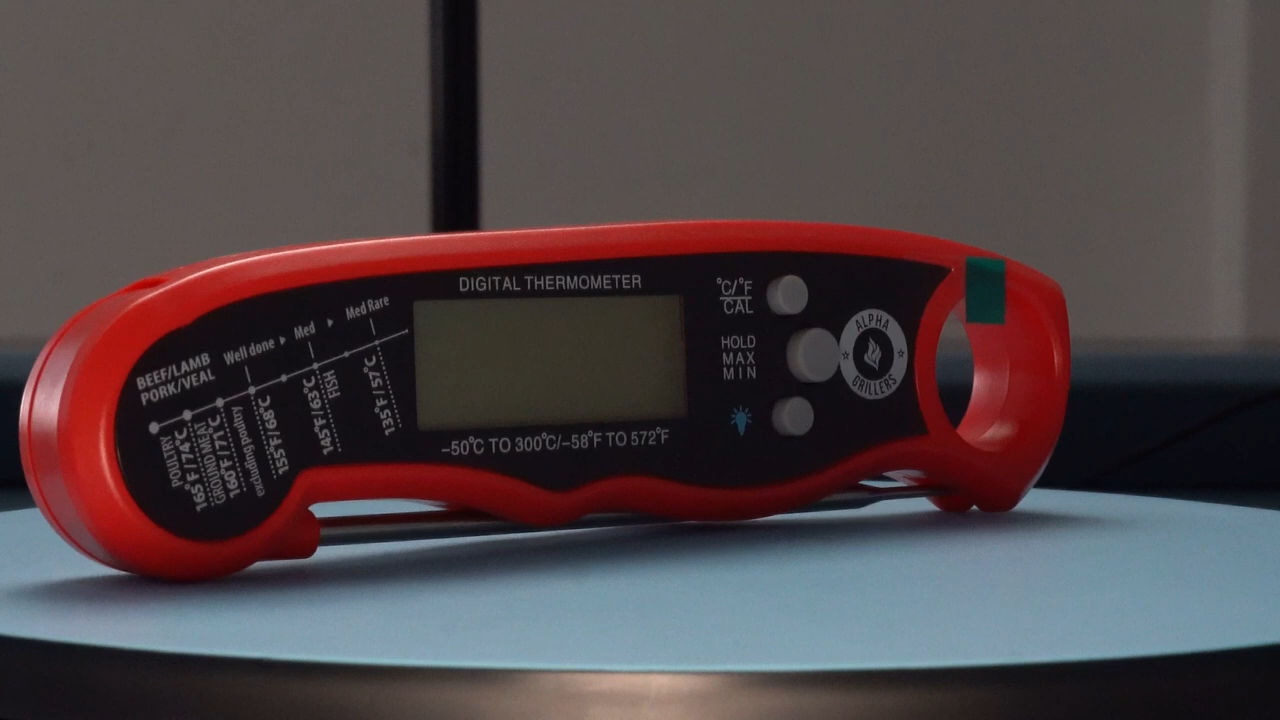 DIGITAL THERMOMETER
BEEF/LAMB
PORK/VEAL
Well done ▸ Med ▸ Med Rare
POULTRY
165°F/74°C
GROUND MEAT
160°F/71°C
excluding poultry
155°F/68°C
FISH
145°F/63°C
135°F/57°C
-50°C TO 300°C/-58°F TO 572°F
°C/°F
CAL
HOLD
MAX
MIN
ALPHA
GRILLERS